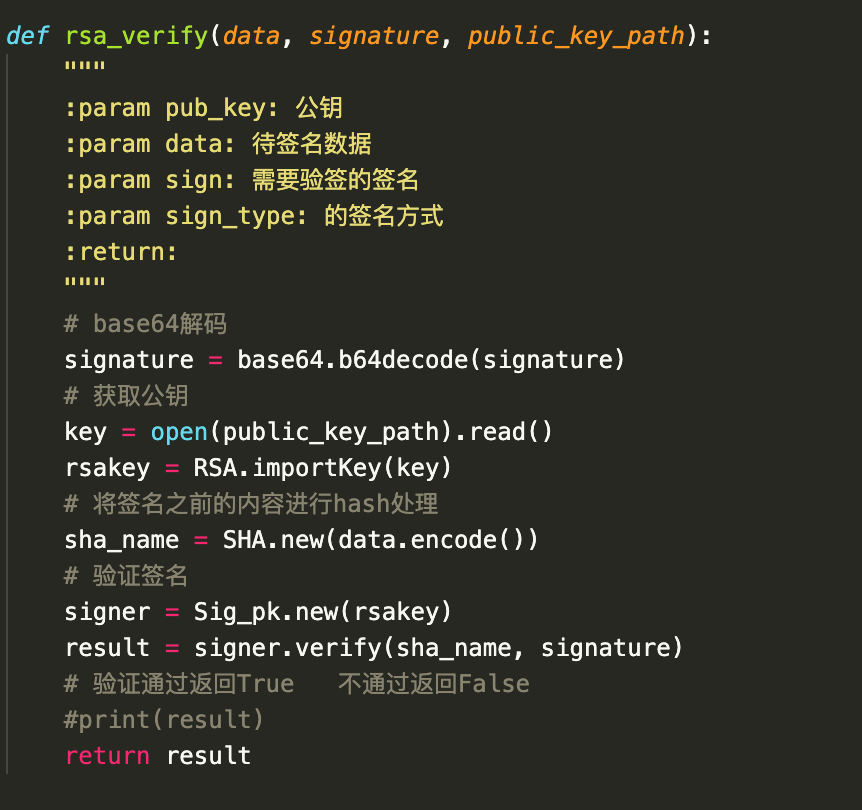 def rsa_verify(data, signature, public_key_path):
"""
:param pub_key: 公钥
:param data: 待签名数据
:param sign: 需要验签的签名
:param sign_type: 的签名方式
:return:
"""
# base64解码
signature = base64.b64decode(signature)
# 获取公钥
key = open(public_key_path).read()
rsakey = RSA.importKey(key)
# 将签名之前的内容进行hash处理
sha_name = SHA.new(data.encode())
# 验证签名
signer = Sig_pk.new(rsakey)
result = signer.verify(sha_name, signature)
# 验证通过返回True   不通过返回False
#print(result)
return result